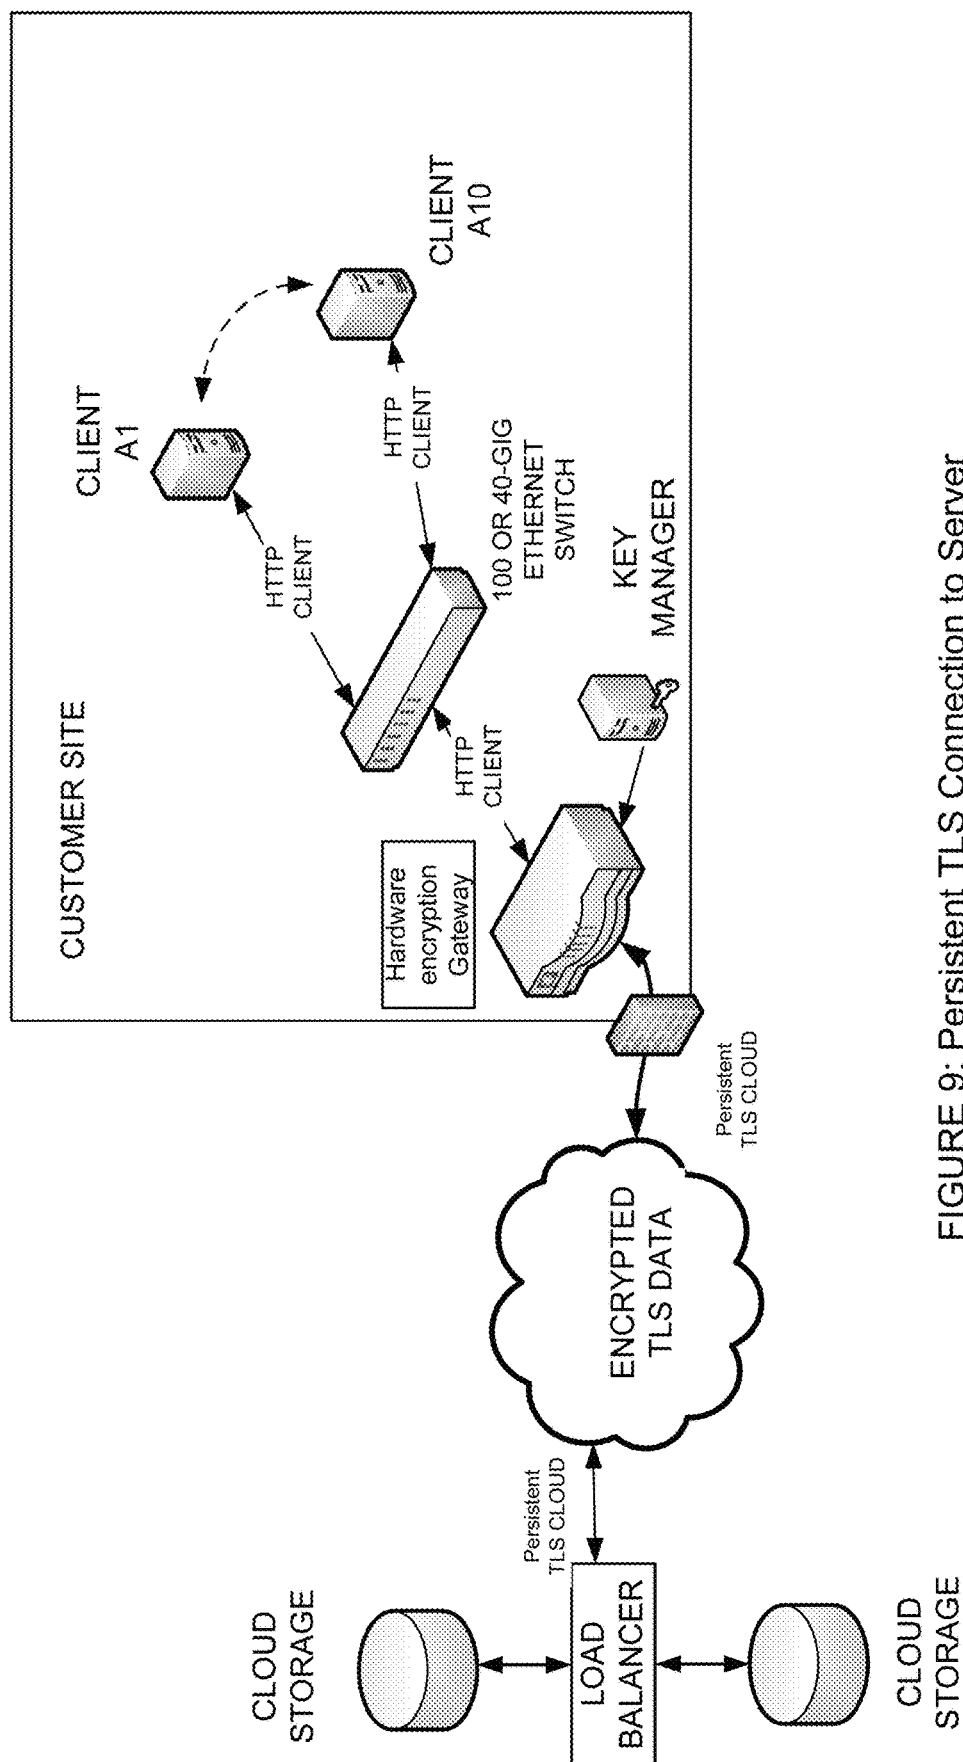 CLOUD
STORAGE
LOAD
BALANCER
CLOUD
STORAGE
Persistent
TLS CLOUD
ENCRYPTED
TLS DATA
Persistent
TLS CLOUD
CUSTOMER SITE
Hardware
encryption
Gateway
HTTP
CLIENT
KEY
MANAGER
100 OR 40-GIG
ETHERNET
SWITCH
HTTP
CLIENT
HTTP
CLIENT
CLIENT
A1
CLIENT
A10
FIGURE 9: Persistent TLS Connection to Server